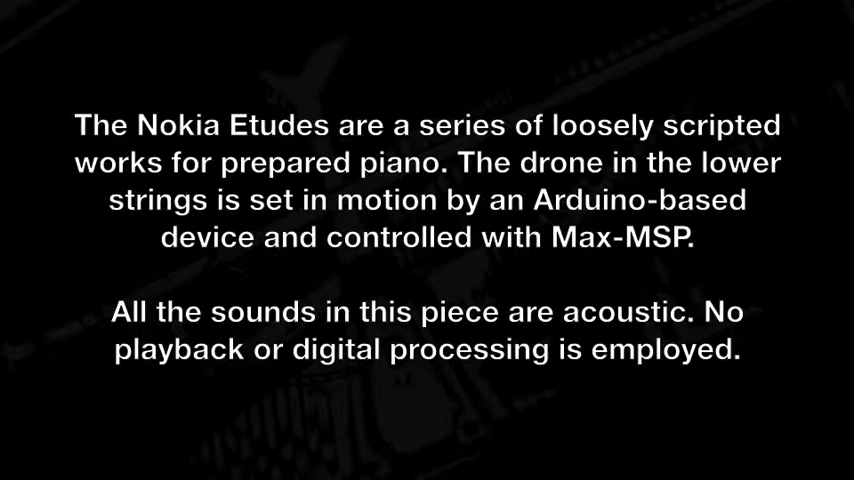 The Nokia Etudes are a series of loosely scripted
works for prepared piano. The drone in the lower
strings is set in motion by an Arduino-based
device and controlled with Max-MSP.
All the sounds in this piece are acoustic. No
playback or digital processing is employed.